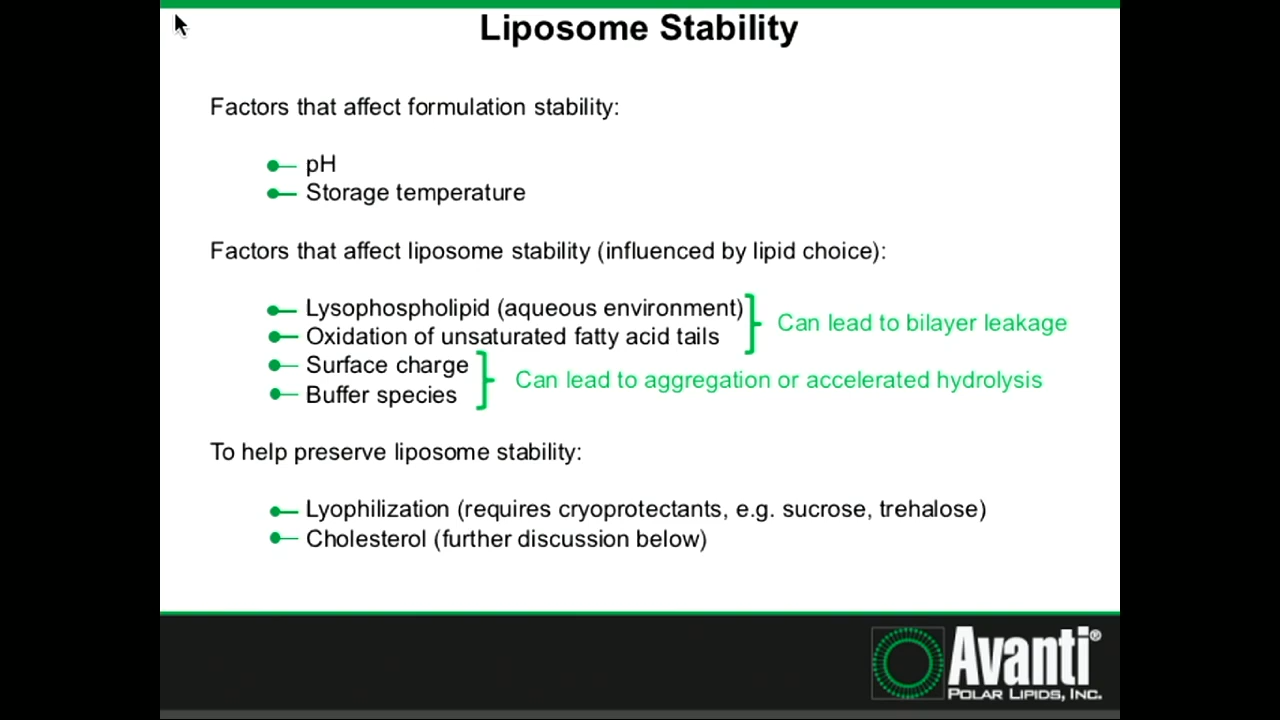 Liposome Stability
Factors that affect formulation stability:
pH
Storage temperature
Factors that affect liposome stability (influenced by lipid choice):
Lysophospholipid (aqueous environment)
Oxidation of unsaturated fatty acid tails
Can lead to bilayer leakage
Surface charge
Buffer species
Can lead to aggregation or accelerated hydrolysis
To help preserve liposome stability:
Lyophilization (requires cryoprotectants, e.g. sucrose, trehalose)
Cholesterol (further discussion below)
Avanti®
POLAR LIPIDS, INC.